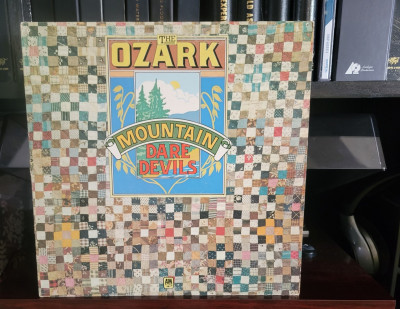 THE
OZARK
MOUNTAIN
DARE
DEVILS